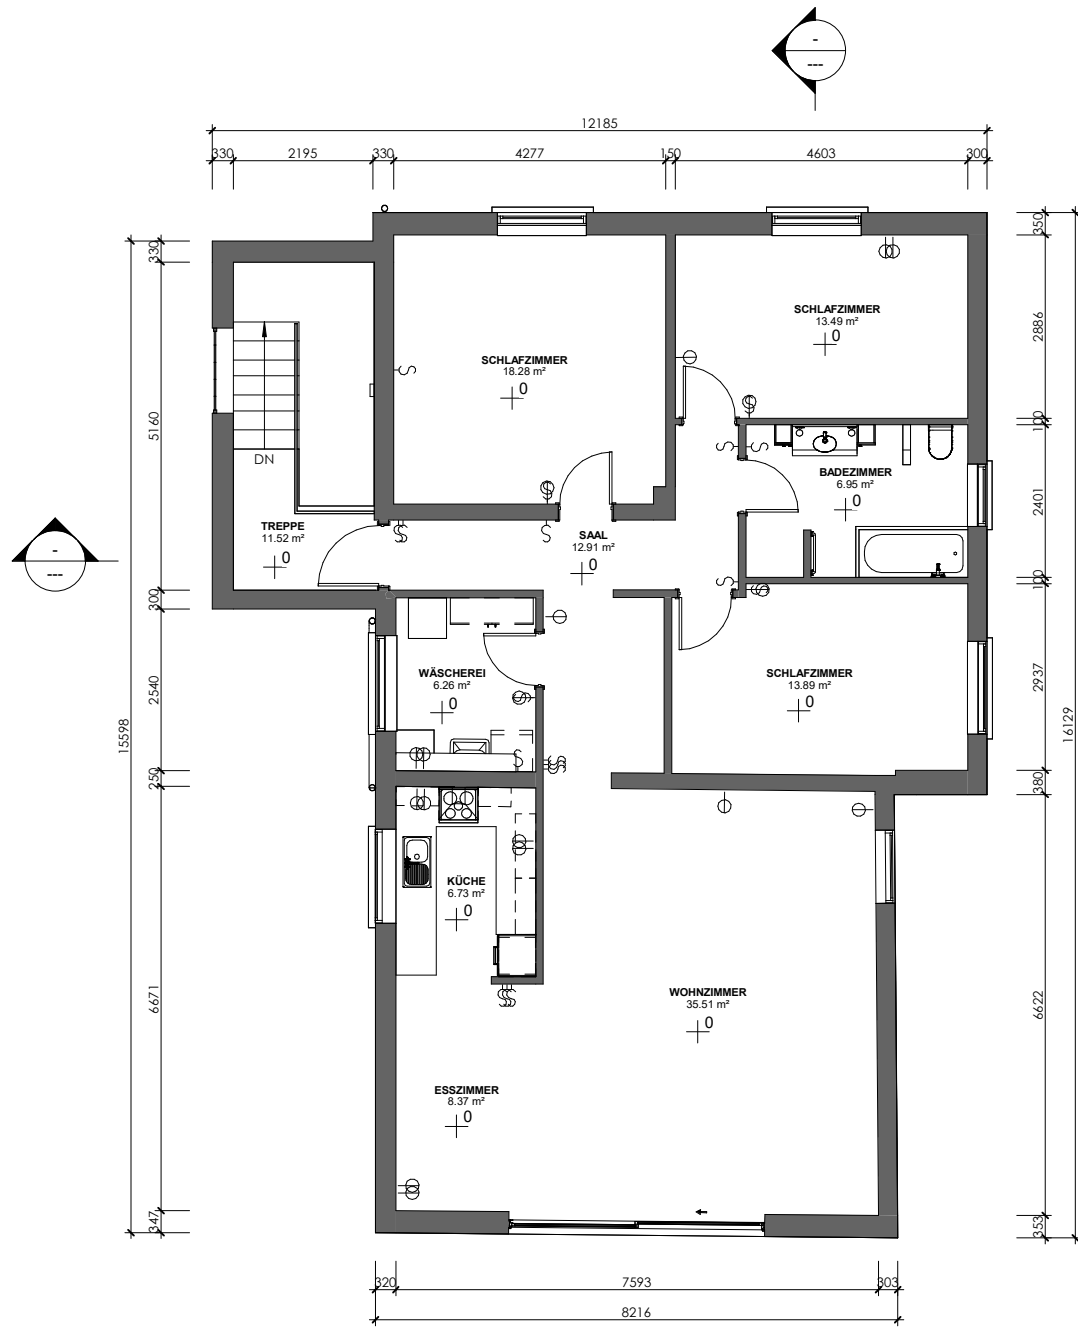 -
---
12185
330 2195 330 4277 150 4603 300
350
2886
100
2401
100
2937
380
6622
353
16129
330
5160
300
2540
250
6671
347
15598
SCHLAFZIMMER
13.49 m²
0
SCHLAFZIMMER
18.28 m²
0
DN
BADEZIMMER
6.95 m²
0
TREPPE
11.52 m²
0
SAAL
12.91 m²
0
-
---
WÄSCHEREI
6.26 m²
0
SCHLAFZIMMER
13.89 m²
0
KÜCHE
6.73 m²
0
WOHNZIMMER
35.51 m²
0
ESSZIMMER
8.37 m²
0
320 7593 303
8216